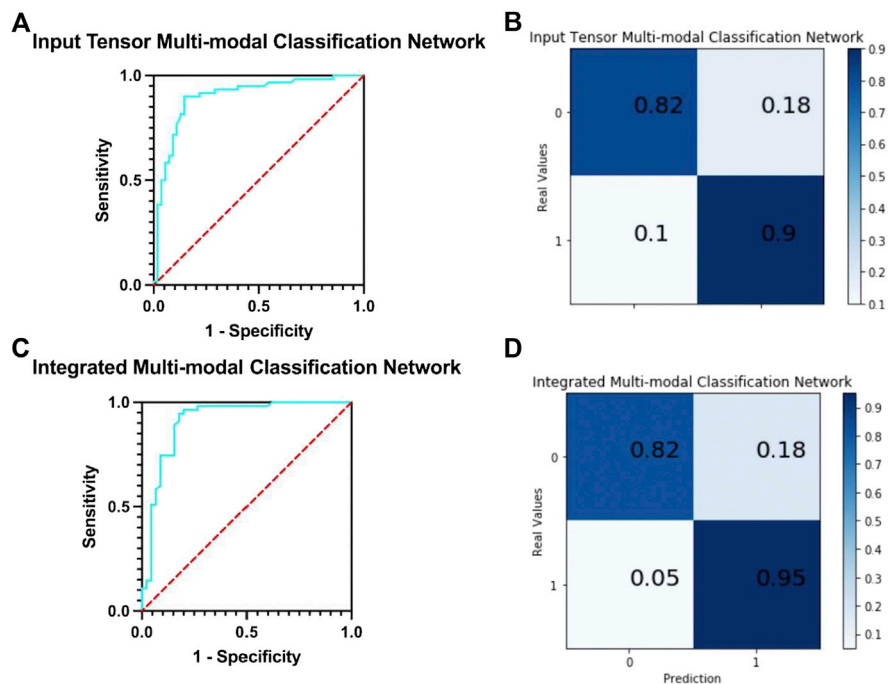 A
Input Tensor Multi-modal Classification Network
1.0
0.5
0.0
Sensitivity
0.0 0.5 1.0
1 - Specificity
B
Input Tensor Multi-modal Classification Network
0
1
Real Values
0.82 0.18
0.1 0.9
0.9
0.8
0.7
0.6
0.5
0.4
0.3
0.2
0.1
C
Integrated Multi-modal Classification Network
1.0
0.5
0.0
Sensitivity
0.0 0.5 1.0
1 - Specificity
D
Integrated Multi-modal Classification Network
0
1
Real Values
0.82 0.18
0.05 0.95
0 1
Prediction
0.9
0.8
0.7
0.6
0.5
0.4
0.3
0.2
0.1